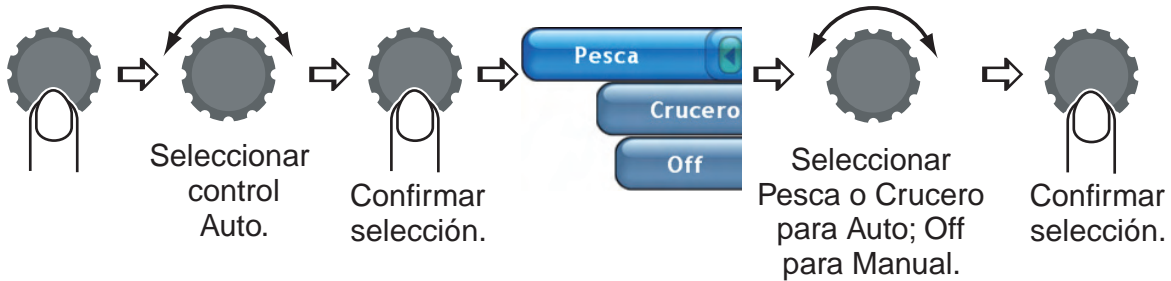 Seleccionar
control
Auto.
Confirmar
selección.
Pesca
Crucero
Off
Seleccionar
Pesca o Crucero
para Auto; Off
para Manual.
Confirmar
selección.